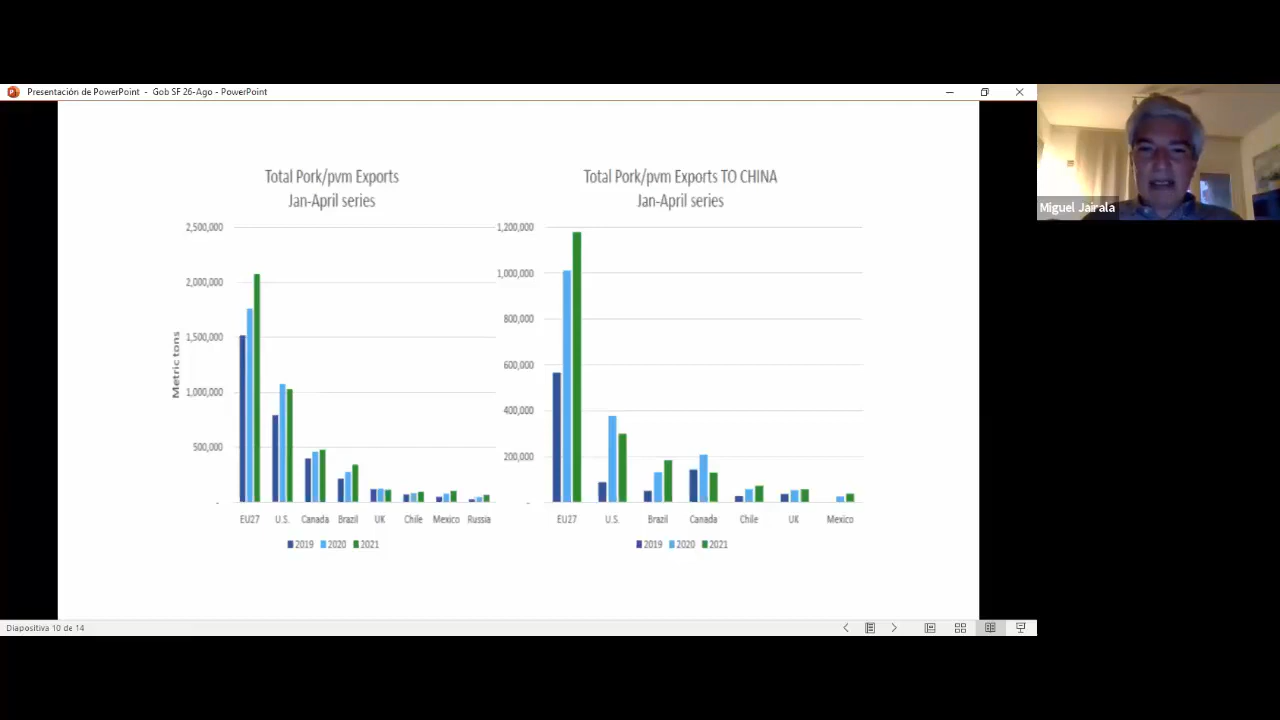 Presentación de PowerPoint - Gob SF 26-Ago - PowerPoint
Miguel Jairala
Total Pork/pvm Exports
Jan-April series
Metric tons
2,500,000
2,000,000
1,500,000
1,000,000
500,000
-
EU27 U.S. Canada Brazil UK Chile Mexico Russia
2019 2020 2021
Total Pork/pvm Exports TO CHINA
Jan-April series
1,200,000
1,000,000
800,000
600,000
400,000
200,000
-
EU27 U.S. Brazil Canada Chile UK Mexico
2019 2020 2021
Diapositiva 10 de 14